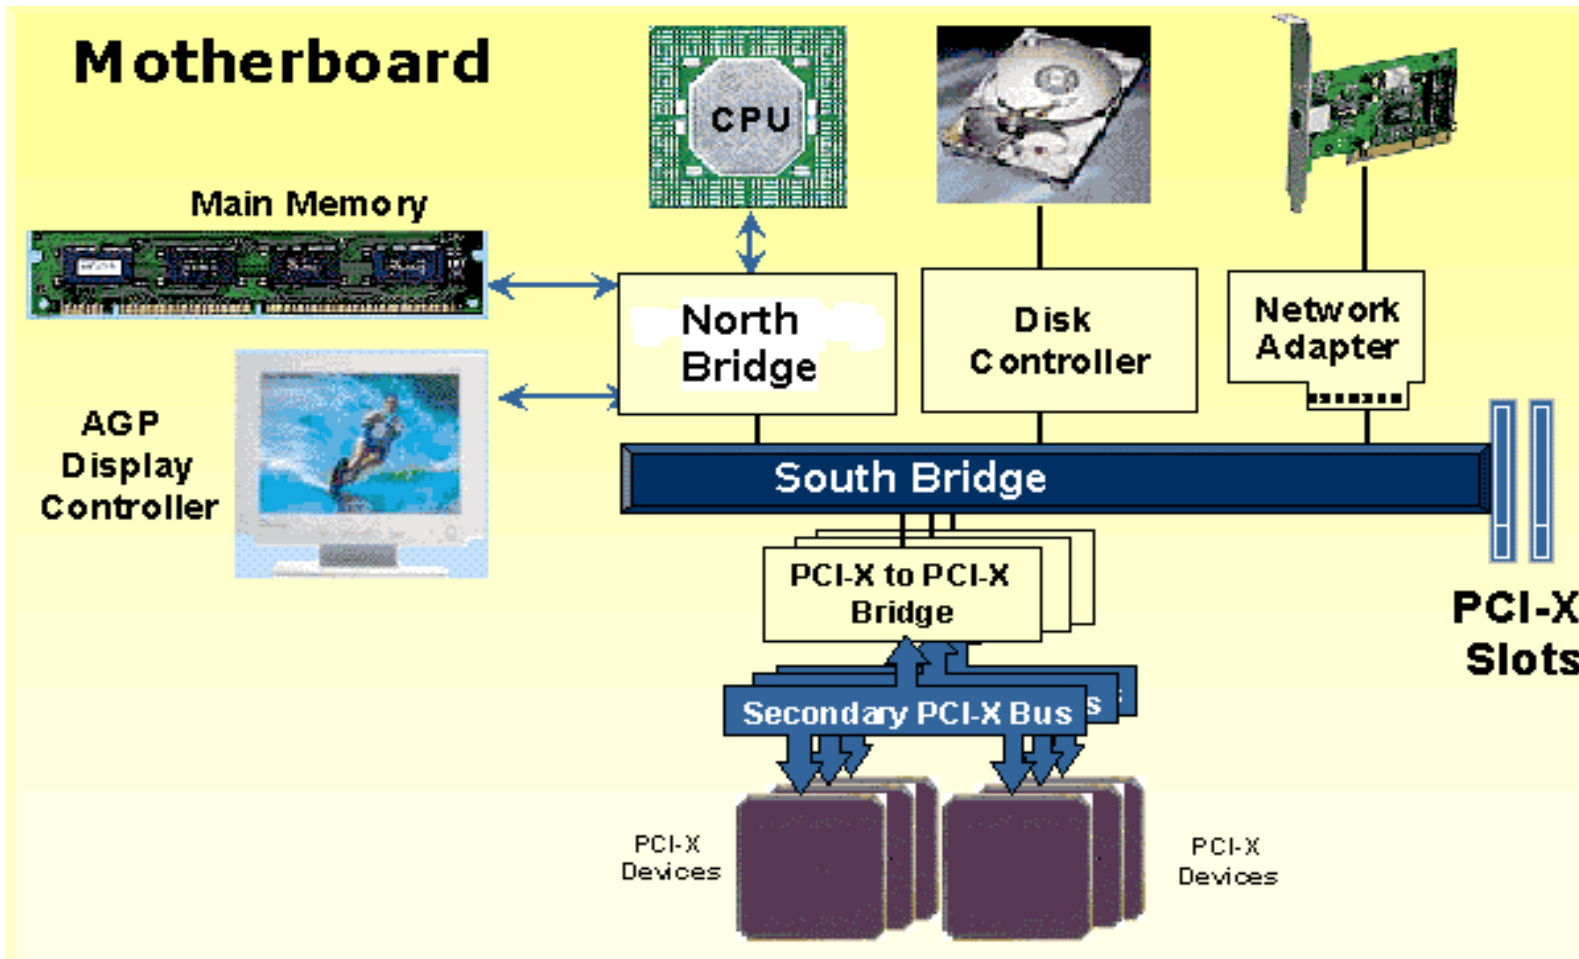 Motherboard
CPU
Main Memory
North
Bridge
Disk
Controller
Network
Adapter
AGP
Display
Controller
South Bridge
PCI-X to PCI-X
Bridge
PCI-X
Slots
Secondary PCI-X Bus
s
s
PCI-X
Devices
PCI-X
Devices